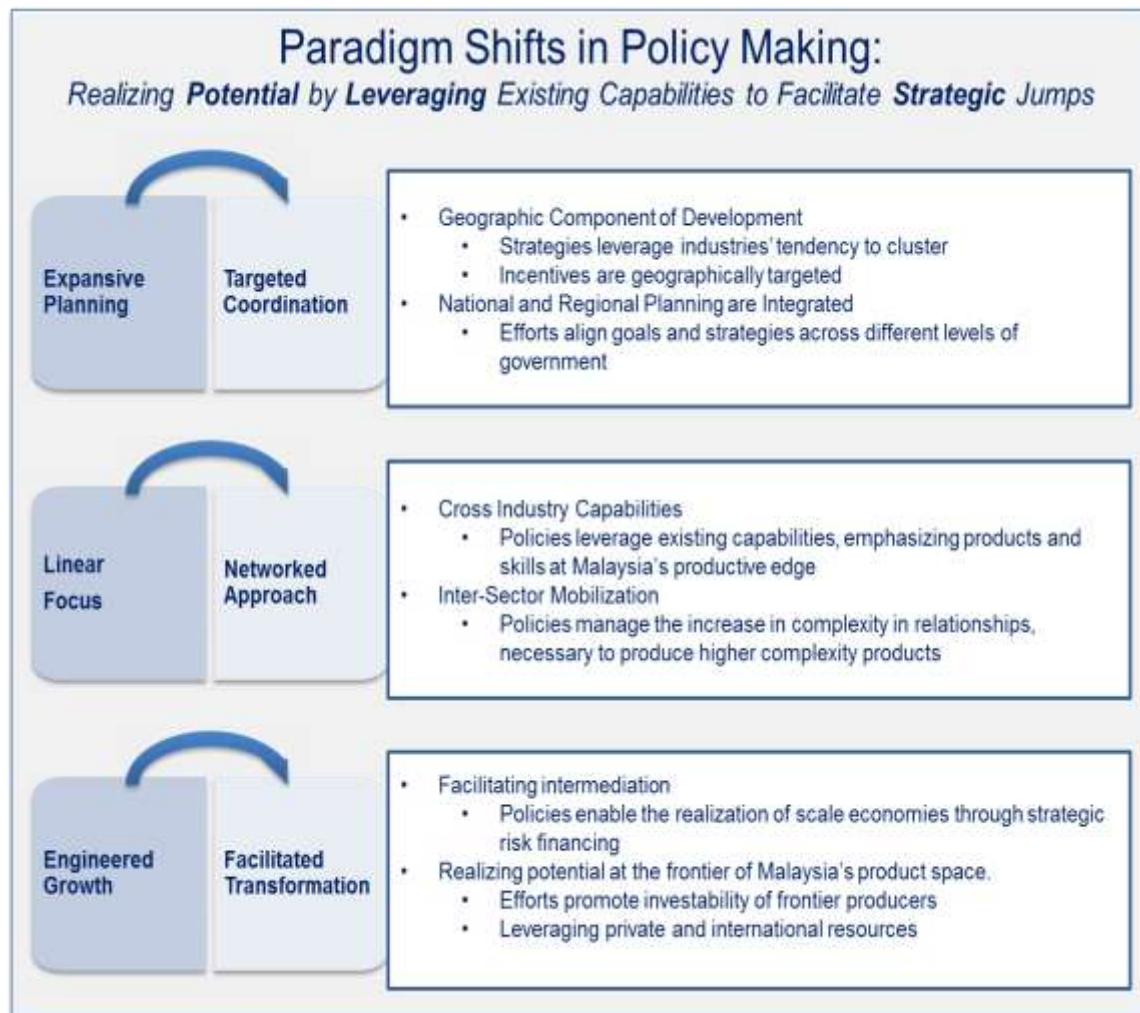 Paradigm Shifts in Policy Making:
Realizing Potential by Leveraging Existing Capabilities to Facilitate Strategic Jumps
Expansive
Planning
Targeted
Coordination
• Geographic Component of Development
• Strategies leverage industries' tendency to cluster
• Incentives are geographically targeted
• National and Regional Planning are Integrated
• Efforts align goals and strategies across different levels of
government
Linear
Focus
Networked
Approach
• Cross Industry Capabilities
• Policies leverage existing capabilities, emphasizing products and
skills at Malaysia's productive edge
• Inter-Sector Mobilization
• Policies manage the increase in complexity in relationships,
necessary to produce higher complexity products
Engineered
Growth
Facilitated
Transformation
• Facilitating intermediation
• Policies enable the realization of scale economies through strategic
risk financing
• Realizing potential at the frontier of Malaysia's product space.
• Efforts promote investability of frontier producers
• Leveraging private and international resources